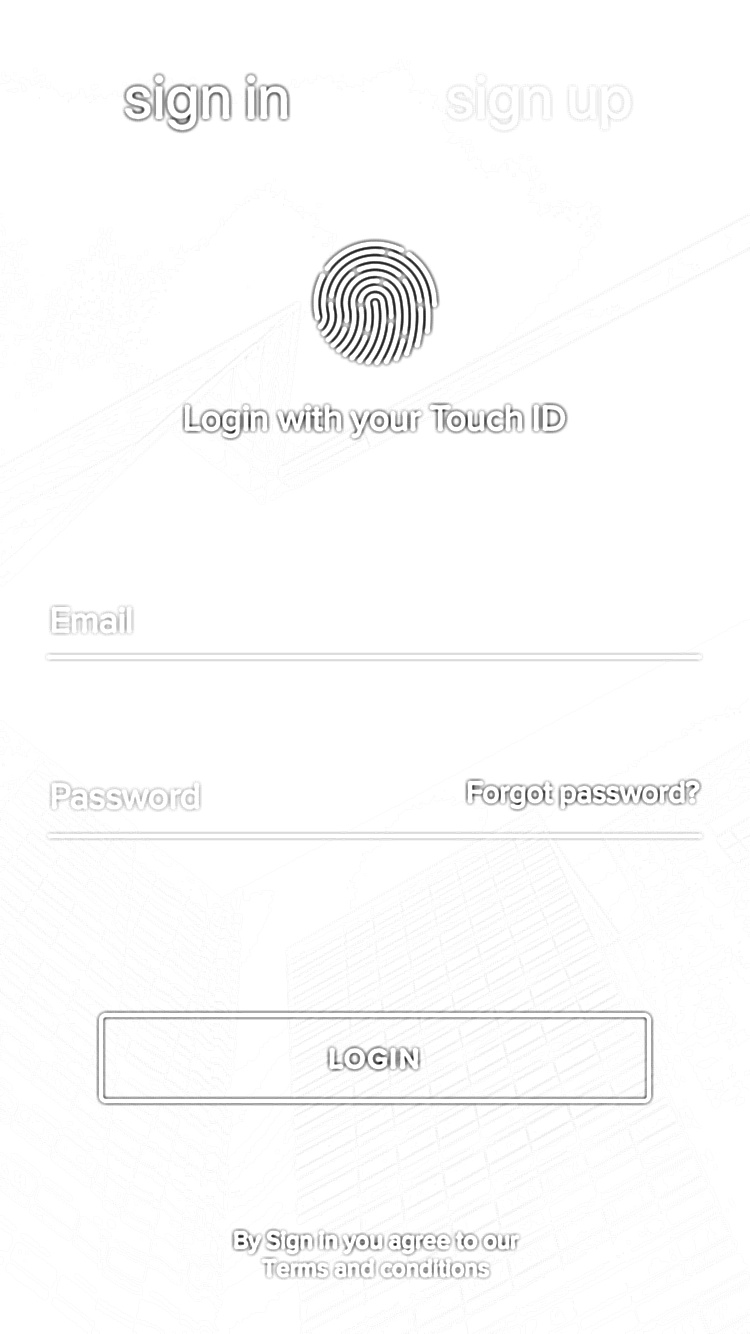 sign in
sign up
Login with your Touch ID
Email
Password
Forgot password?
LOGIN
By Sign in you agree to our
Terms and conditions